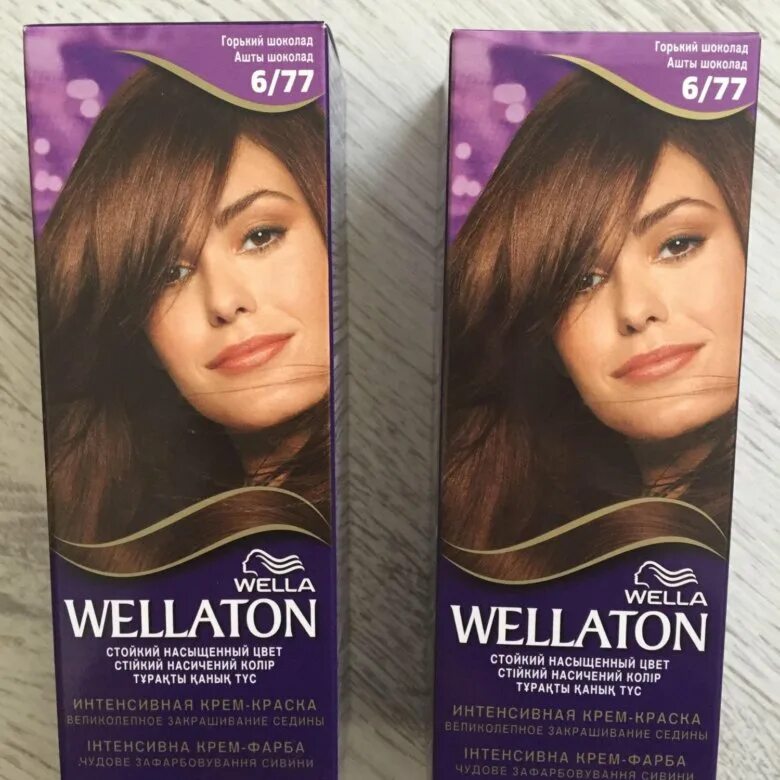 Горький шоколад
Ашты шоколад
6/77
WELLA
WELLATON
СТОЙКИЙ НАСЫЩЕННЫЙ ЦВЕТ
СТІЙКИЙ НАСИЧЕНИЙ КОЛІР
ТҰРАҚТЫ ҚАНЫҚ ТҮС
ИНТЕНСИВНАЯ КРЕМ-КРАСКА
ВЕЛИКОЛЕПНОЕ ЗАКРАШИВАНИЕ СЕДИНЫ
ІНТЕНСИВНА КРЕМ-ФАРБА
ЧУДОВЕ ЗАФАРБОВУВАННЯ СИВИНИ
Горький шоколад
Ашты шоколад
6/77
WELLA
WELLATON
СТОЙКИЙ НАСЫЩЕННЫЙ ЦВЕТ
СТІЙКИЙ НАСИЧЕНИЙ КОЛІР
ТҰРАҚТЫ ҚАНЫҚ ТҮС
ИНТЕНСИВНАЯ КРЕМ-КРАСКА
ВЕЛИКОЛЕПНОЕ ЗАКРАШИВАНИЕ СЕДИНЫ
ІНТЕНСИВНА КРЕМ-ФАРБА
ЧУДОВЕ ЗАФАРБОВУВАННЯ СИВИНИ